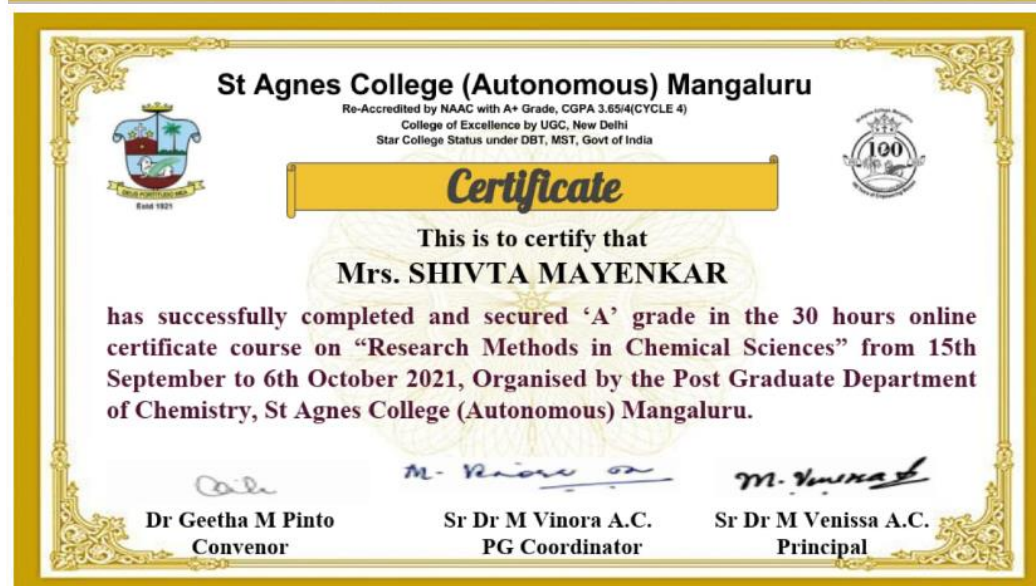 St Agnes College (Autonomous) Mangaluru
Re-Accredited by NAAC with A+ Grade, CGPA 3.65/4(CYCLE 4)
College of Excellence by UGC, New Delhi
Star College Status under DBT, MST, Govt of India
DEUS FORTITUDO MEA
Estd 1921
100
Certificate
This is to certify that
Mrs. SHIVTA MAYENKAR
has successfully completed and secured ‘A’ grade in the 30 hours online
certificate course on “Research Methods in Chemical Sciences” from 15th
September to 6th October 2021, Organised by the Post Graduate Department
of Chemistry, St Agnes College (Autonomous) Mangaluru.
Dr Geetha M Pinto
Convenor
Sr Dr M Vinora A.C.
PG Coordinator
Sr Dr M Venissa A.C.
Principal